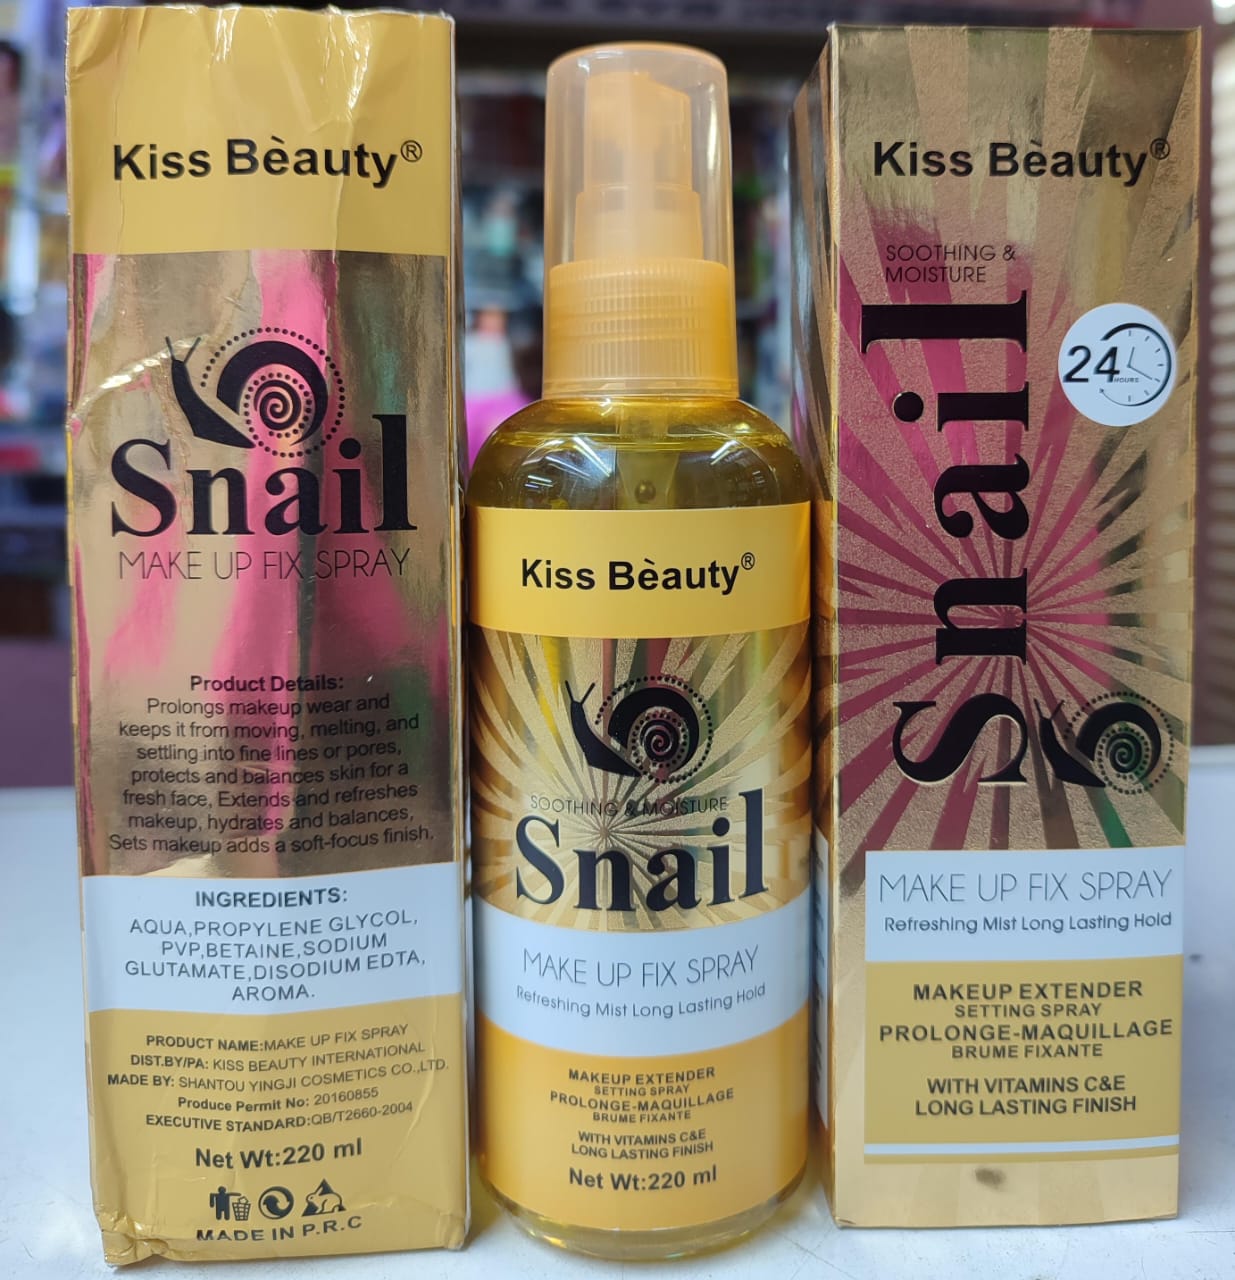 Kiss Bèauty®
Snail
MAKE UP FIX SPRAY
Product Details:
Prolongs makeup wear and
keeps it from moving, melting, and
settling into fine lines or pores,
protects and balances skin for a
fresh face, Extends and refreshes
makeup, hydrates and balances,
Sets makeup adds a soft-focus finish.
INGREDIENTS:
AQUA,PROPYLENE GLYCOL,
PVP,BETAINE,SODIUM
GLUTAMATE,DISODIUM EDTA,
AROMA.
PRODUCT NAME:MAKE UP FIX SPRAY
DIST.BY/PA: KISS BEAUTY INTERNATIONAL
MADE BY: SHANTOU YINGJI COSMETICS CO.,LTD.
Produce Permit No: 20160855
EXECUTIVE STANDARD:QB/T2660-2004
Net Wt:220 ml
MADE IN P.R.C
Kiss Bèauty®
SOOTHING & MOISTURE
Snail
MAKE UP FIX SPRAY
Refreshing Mist Long Lasting Hold
MAKEUP EXTENDER
SETTING SPRAY
PROLONGE-MAQUILLAGE
BRUME FIXANTE
WITH VITAMINS C&E
LONG LASTING FINISH
Net Wt:220 ml
Kiss Bèauty®
SOOTHING &
MOISTURE
24
HOURS
Snail
MAKE UP FIX SPRAY
Refreshing Mist Long Lasting Hold
MAKEUP EXTENDER
SETTING SPRAY
PROLONGE-MAQUILLAGE
BRUME FIXANTE
WITH VITAMINS C&E
LONG LASTING FINISH